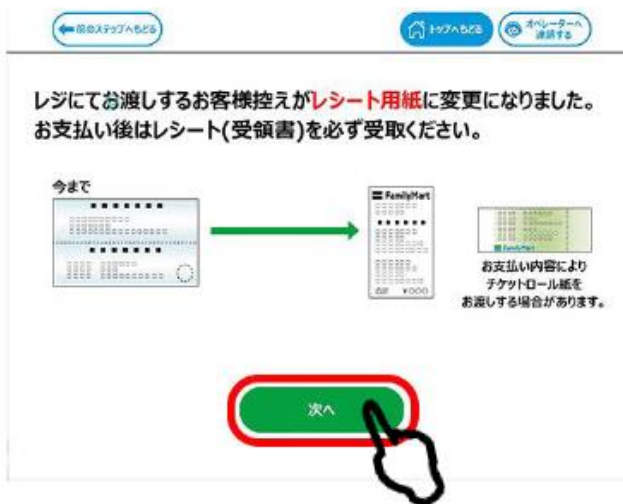 前のステップへもどる
トップへもどる
オペレーターへ
連絡する
レジにてお渡しするお客様控えがレシート用紙に変更になりました。
お支払い後はレシート(受領書)を必ず受取ください。
今まで
FamilyMart
合計 ¥〇〇〇
FamilyMart
お支払い内容により
チケットロール紙を
お渡しする場合があります。
次へ